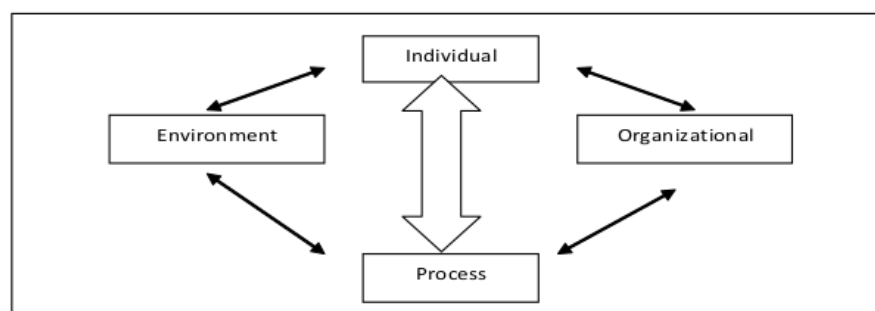 Individual
Environment
Organizational
Process